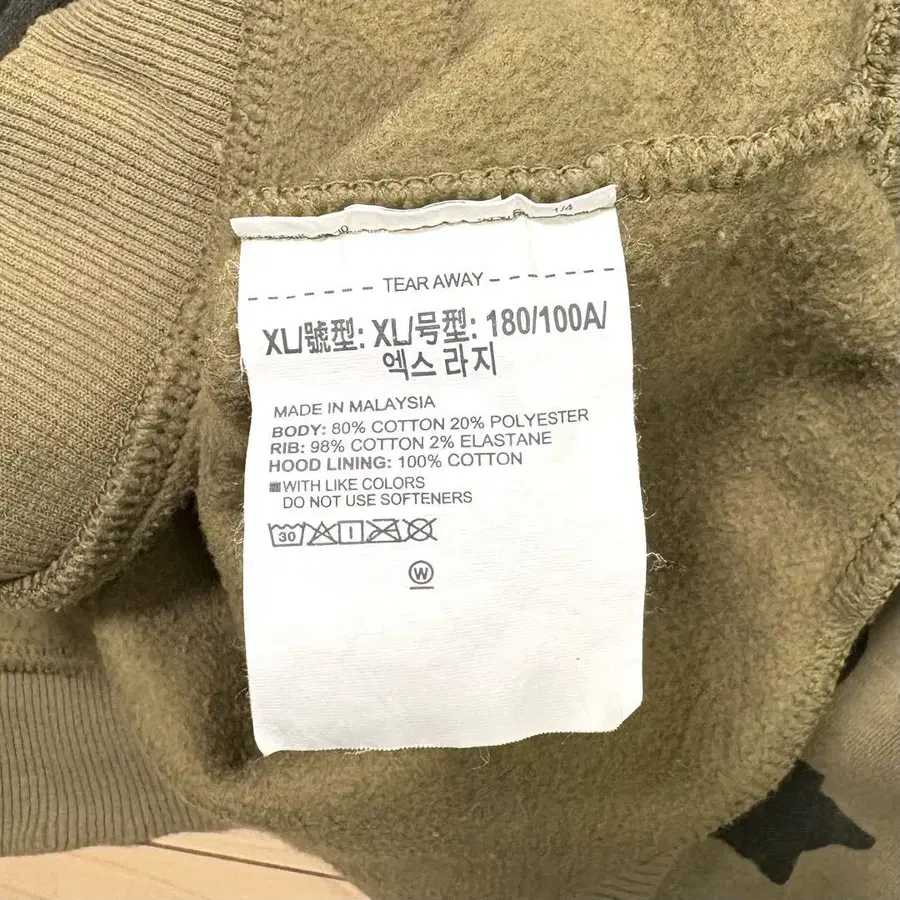 1/4
TEAR AWAY
XL/號型: XL/号型: 180/100A/
엑스 라지
MADE IN MALAYSIA
BODY: 80% COTTON 20% POLYESTER
RIB: 98% COTTON 2% ELASTANE
HOOD LINING: 100% COTTON
WITH LIKE COLORS
DO NOT USE SOFTENERS
30
W